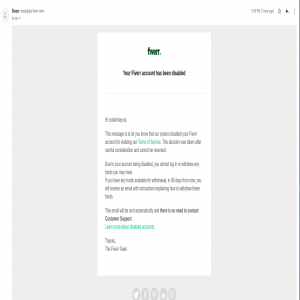 Fiverr
to me
fiverr.
Your Fiverr account has been disabled
This message is to let you know that our system disabled your Fiverr
account for violating our Terms of Service. This decision was taken after
careful consideration and cannot be reversed.
Due to your account being disabled, you cannot log in or withdraw any
funds you may have.
If you have any funds available for withdrawal, in 90 days from now, you
will receive an email with instructions explaining how to withdraw these
funds.
This email will be sent automatically and there is no need to contact
Customer Support.
Learn more about disabled accounts.
Thanks,
The Fiverr Team